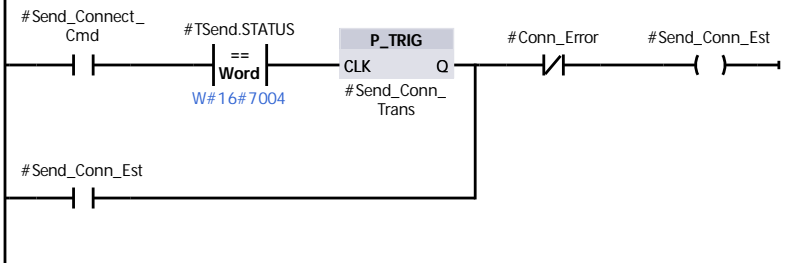 #Send_Connect_
Cmd
#TSend.STATUS
==
Word
W#16#7004
P_TRIG
CLK Q
#Send_Conn_
Trans
#Conn_Error
#Send_Conn_Est
#Send_Conn_Est